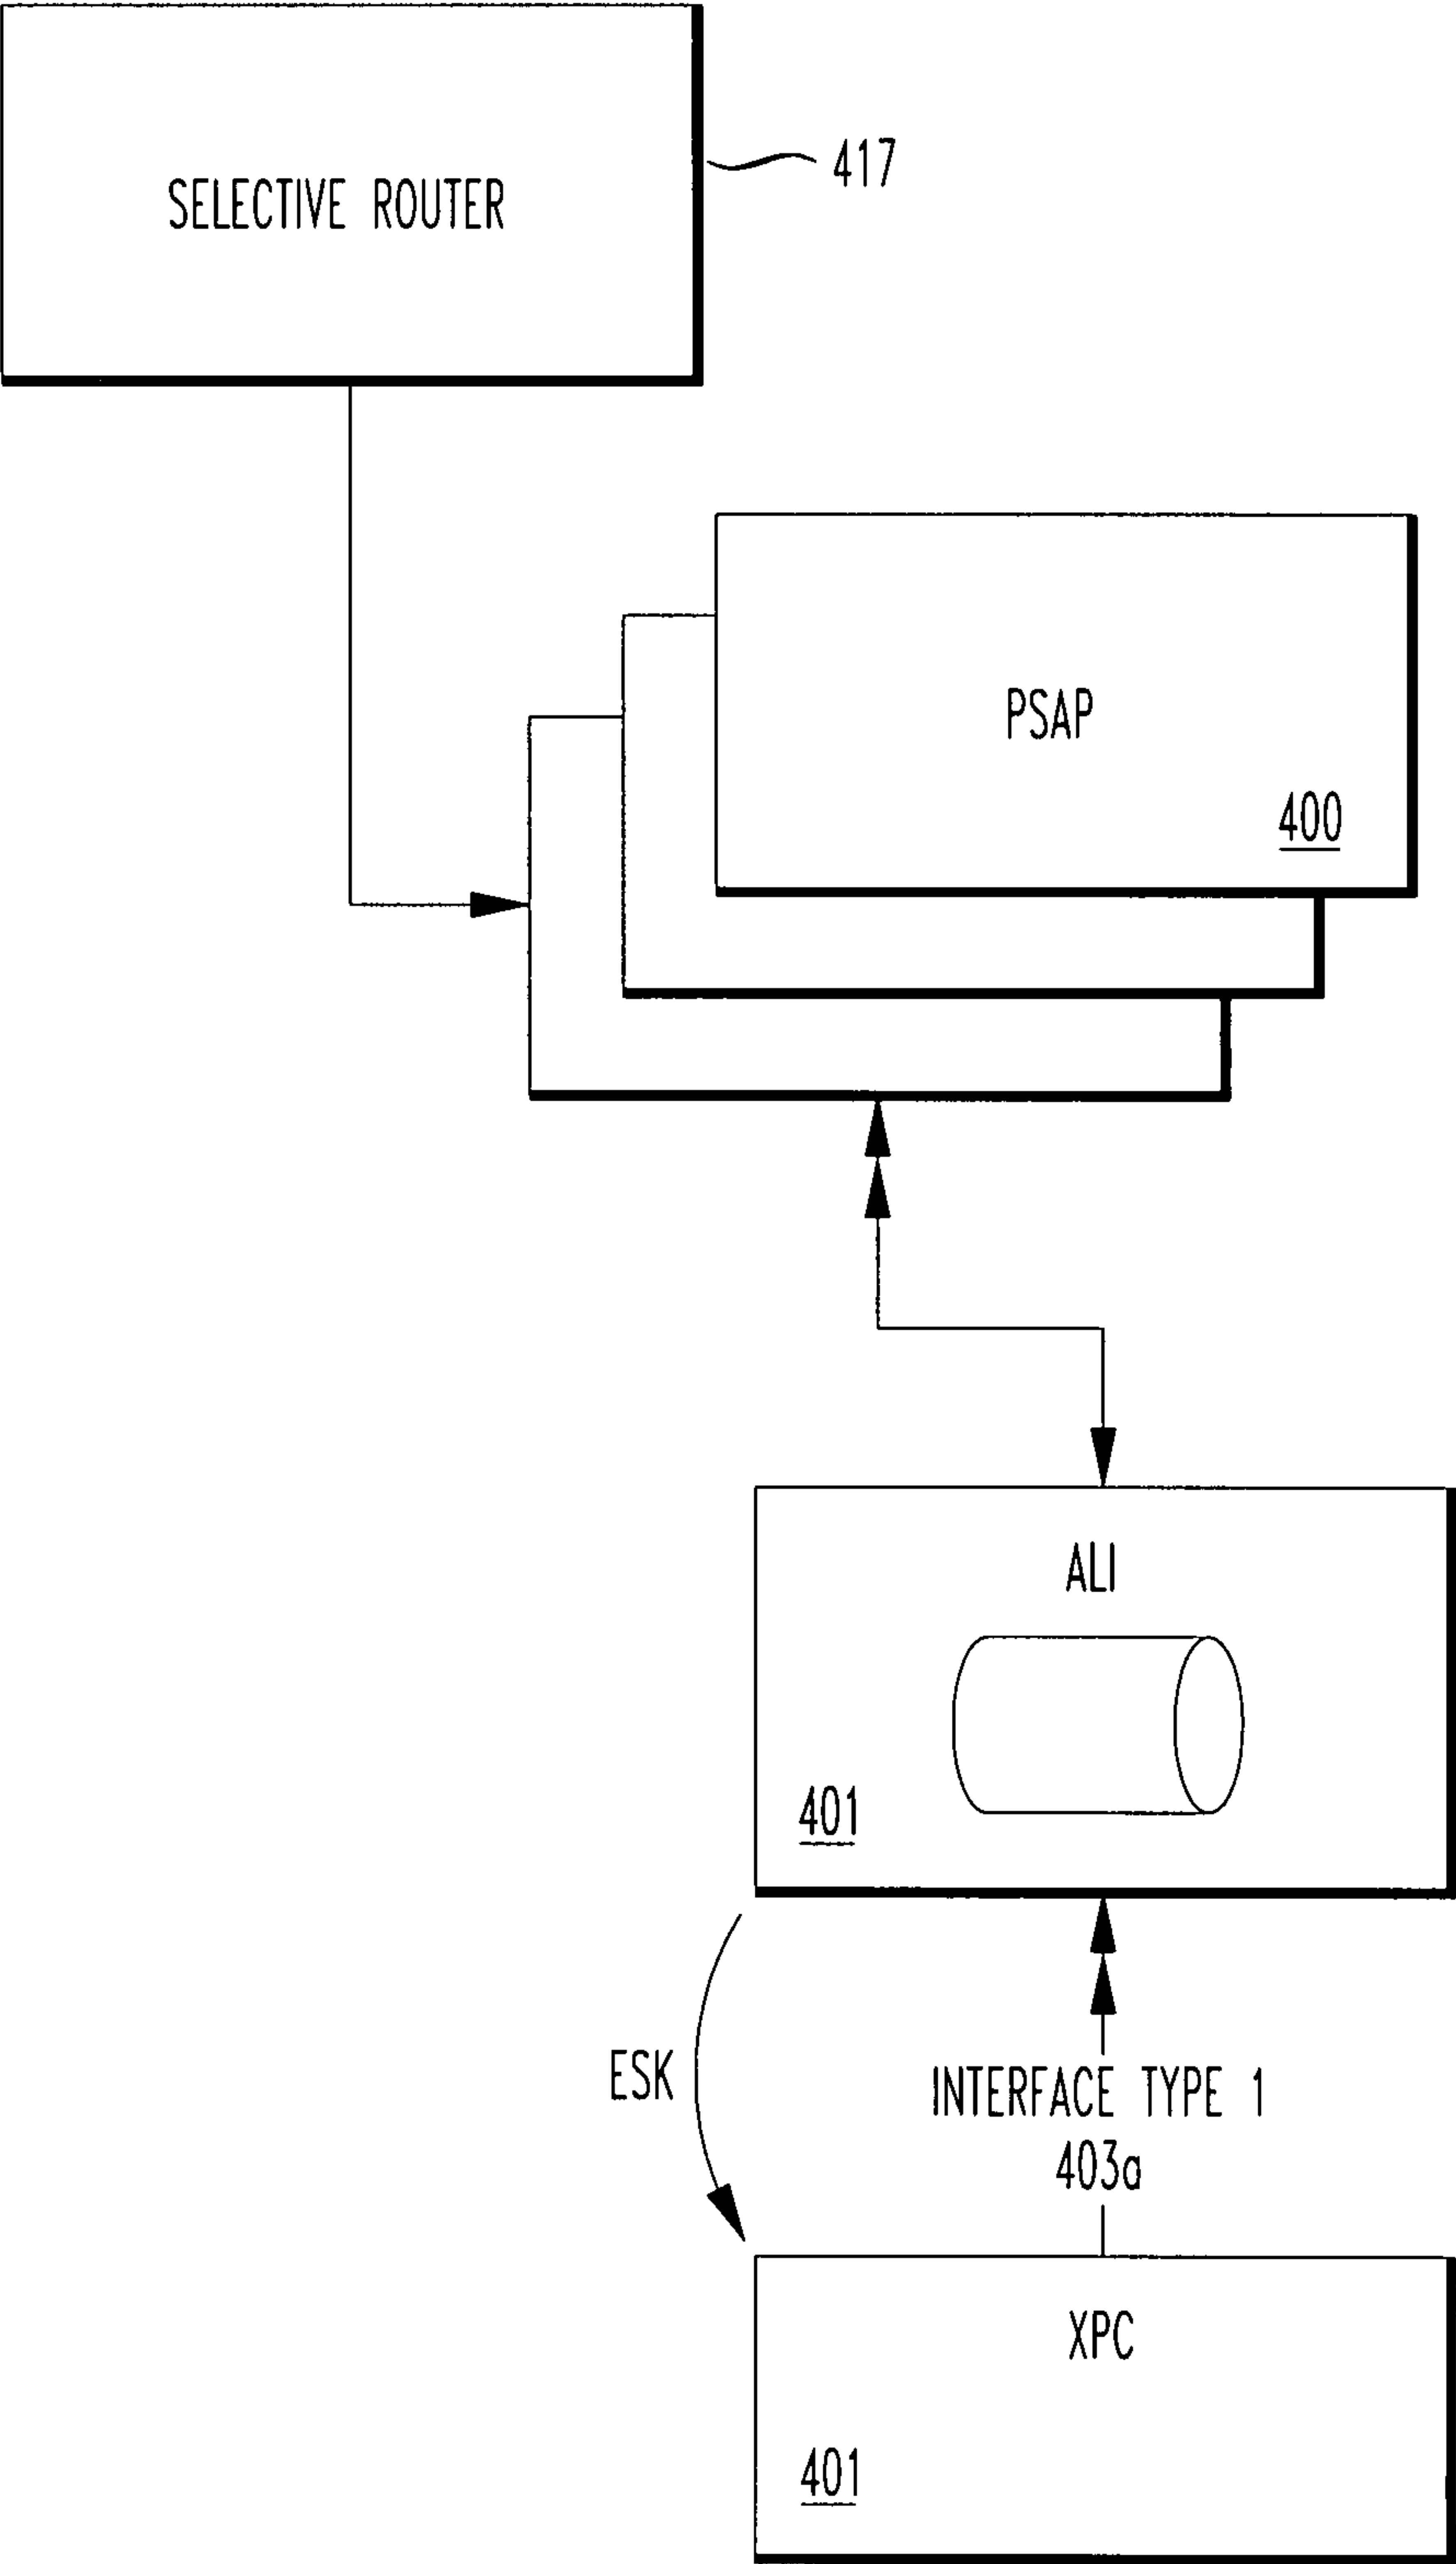 SELECTIVE ROUTER
417
PSAP
400
ALI
401
ESK
INTERFACE TYPE 1
403a
XPC
401